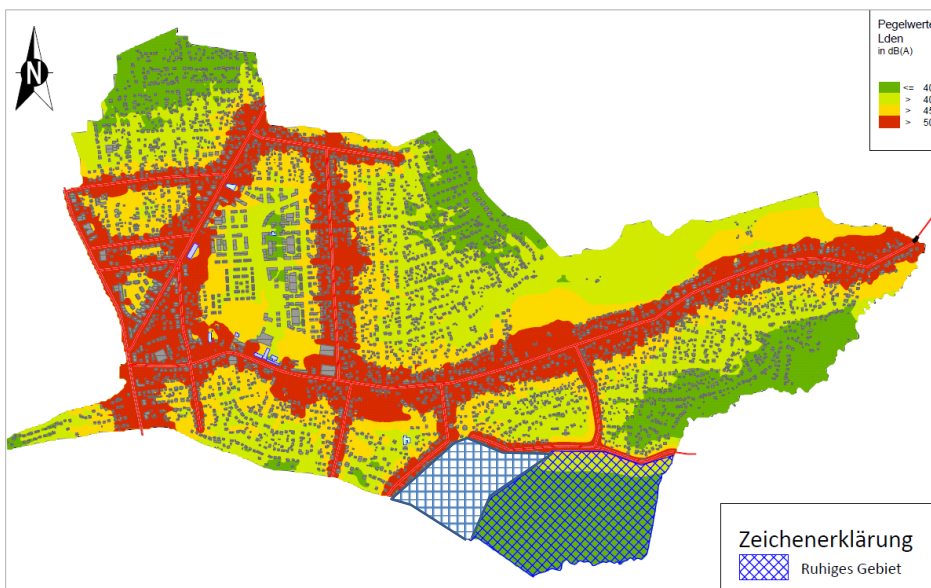 N
Pegelwerte
Lden
in dB(A)
<= 40
> 40
> 45
> 50
Zeichenerklärung
Ruhiges Gebiet